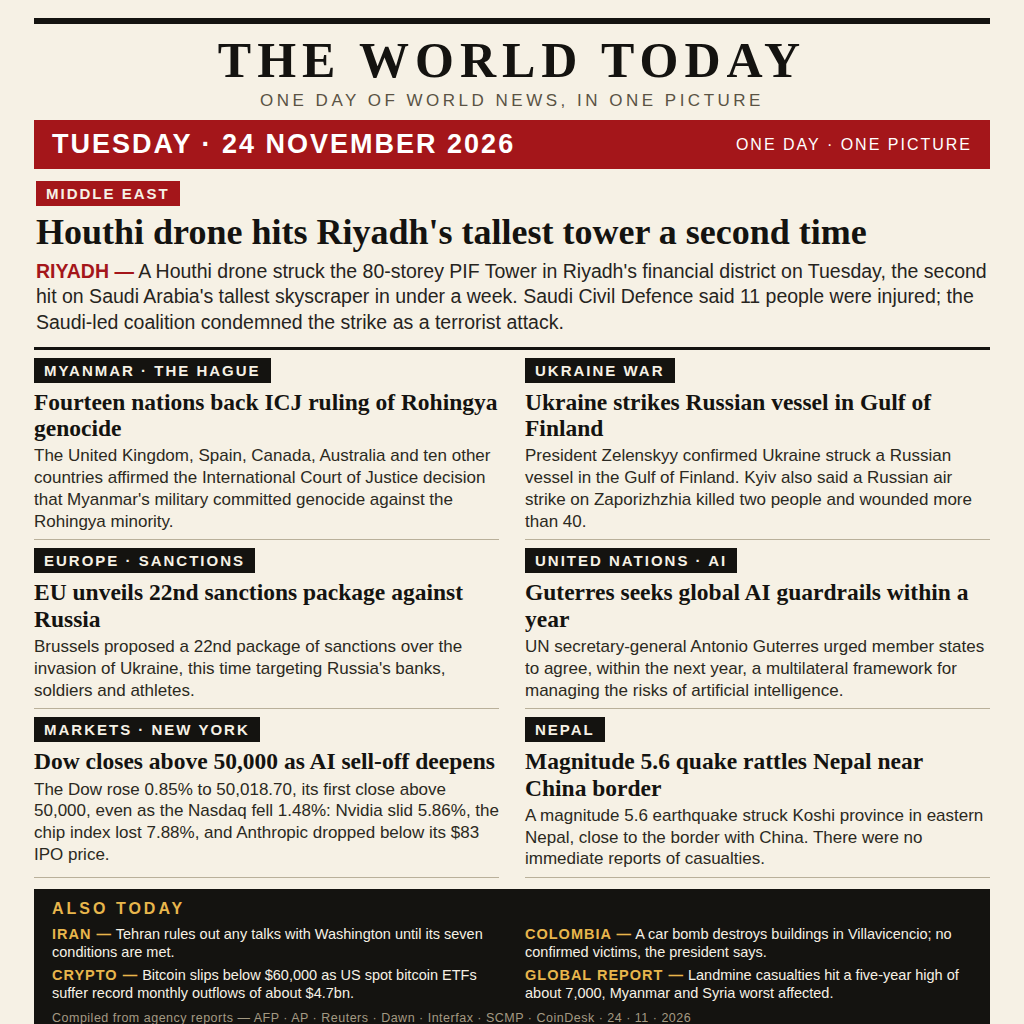 THE WORLD TODAY
ONE DAY OF WORLD NEWS, IN ONE PICTURE
TUESDAY · 24 NOVEMBER 2026
ONE DAY · ONE PICTURE
MIDDLE EAST
Houthi drone hits Riyadh's tallest tower a second time
RIYADH — A Houthi drone struck the 80-storey PIF Tower in Riyadh's financial district on Tuesday, the second
hit on Saudi Arabia's tallest skyscraper in under a week. Saudi Civil Defence said 11 people were injured; the
Saudi-led coalition condemned the strike as a terrorist attack.
MYANMAR · THE HAGUE
Fourteen nations back ICJ ruling of Rohingya
genocide
The United Kingdom, Spain, Canada, Australia and ten other
countries affirmed the International Court of Justice decision
that Myanmar's military committed genocide against the
Rohingya minority.
UKRAINE WAR
Ukraine strikes Russian vessel in Gulf of
Finland
President Zelenskyy confirmed Ukraine struck a Russian
vessel in the Gulf of Finland. Kyiv also said a Russian air
strike on Zaporizhzhia killed two people and wounded more
than 40.
EUROPE · SANCTIONS
EU unveils 22nd sanctions package against
Russia
Brussels proposed a 22nd package of sanctions over the
invasion of Ukraine, this time targeting Russia's banks,
soldiers and athletes.
UNITED NATIONS · AI
Guterres seeks global AI guardrails within a
year
UN secretary-general Antonio Guterres urged member states
to agree, within the next year, a multilateral framework for
managing the risks of artificial intelligence.
MARKETS · NEW YORK
Dow closes above 50,000 as AI sell-off deepens
The Dow rose 0.85% to 50,018.70, its first close above
50,000, even as the Nasdaq fell 1.48%: Nvidia slid 5.86%, the
chip index lost 7.88%, and Anthropic dropped below its $83
IPO price.
NEPAL
Magnitude 5.6 quake rattles Nepal near
China border
A magnitude 5.6 earthquake struck Koshi province in eastern
Nepal, close to the border with China. There were no
immediate reports of casualties.
ALSO TODAY
IRAN — Tehran rules out any talks with Washington until its seven
conditions are met.
COLOMBIA — A car bomb destroys buildings in Villavicencio; no
confirmed victims, the president says.
CRYPTO — Bitcoin slips below $60,000 as US spot bitcoin ETFs
suffer record monthly outflows of about $4.7bn.
GLOBAL REPORT — Landmine casualties hit a five-year high of
about 7,000, Myanmar and Syria worst affected.
Compiled from agency reports — AFP · AP · Reuters · Dawn · Interfax · SCMP · CoinDesk · 24 · 11 · 2026